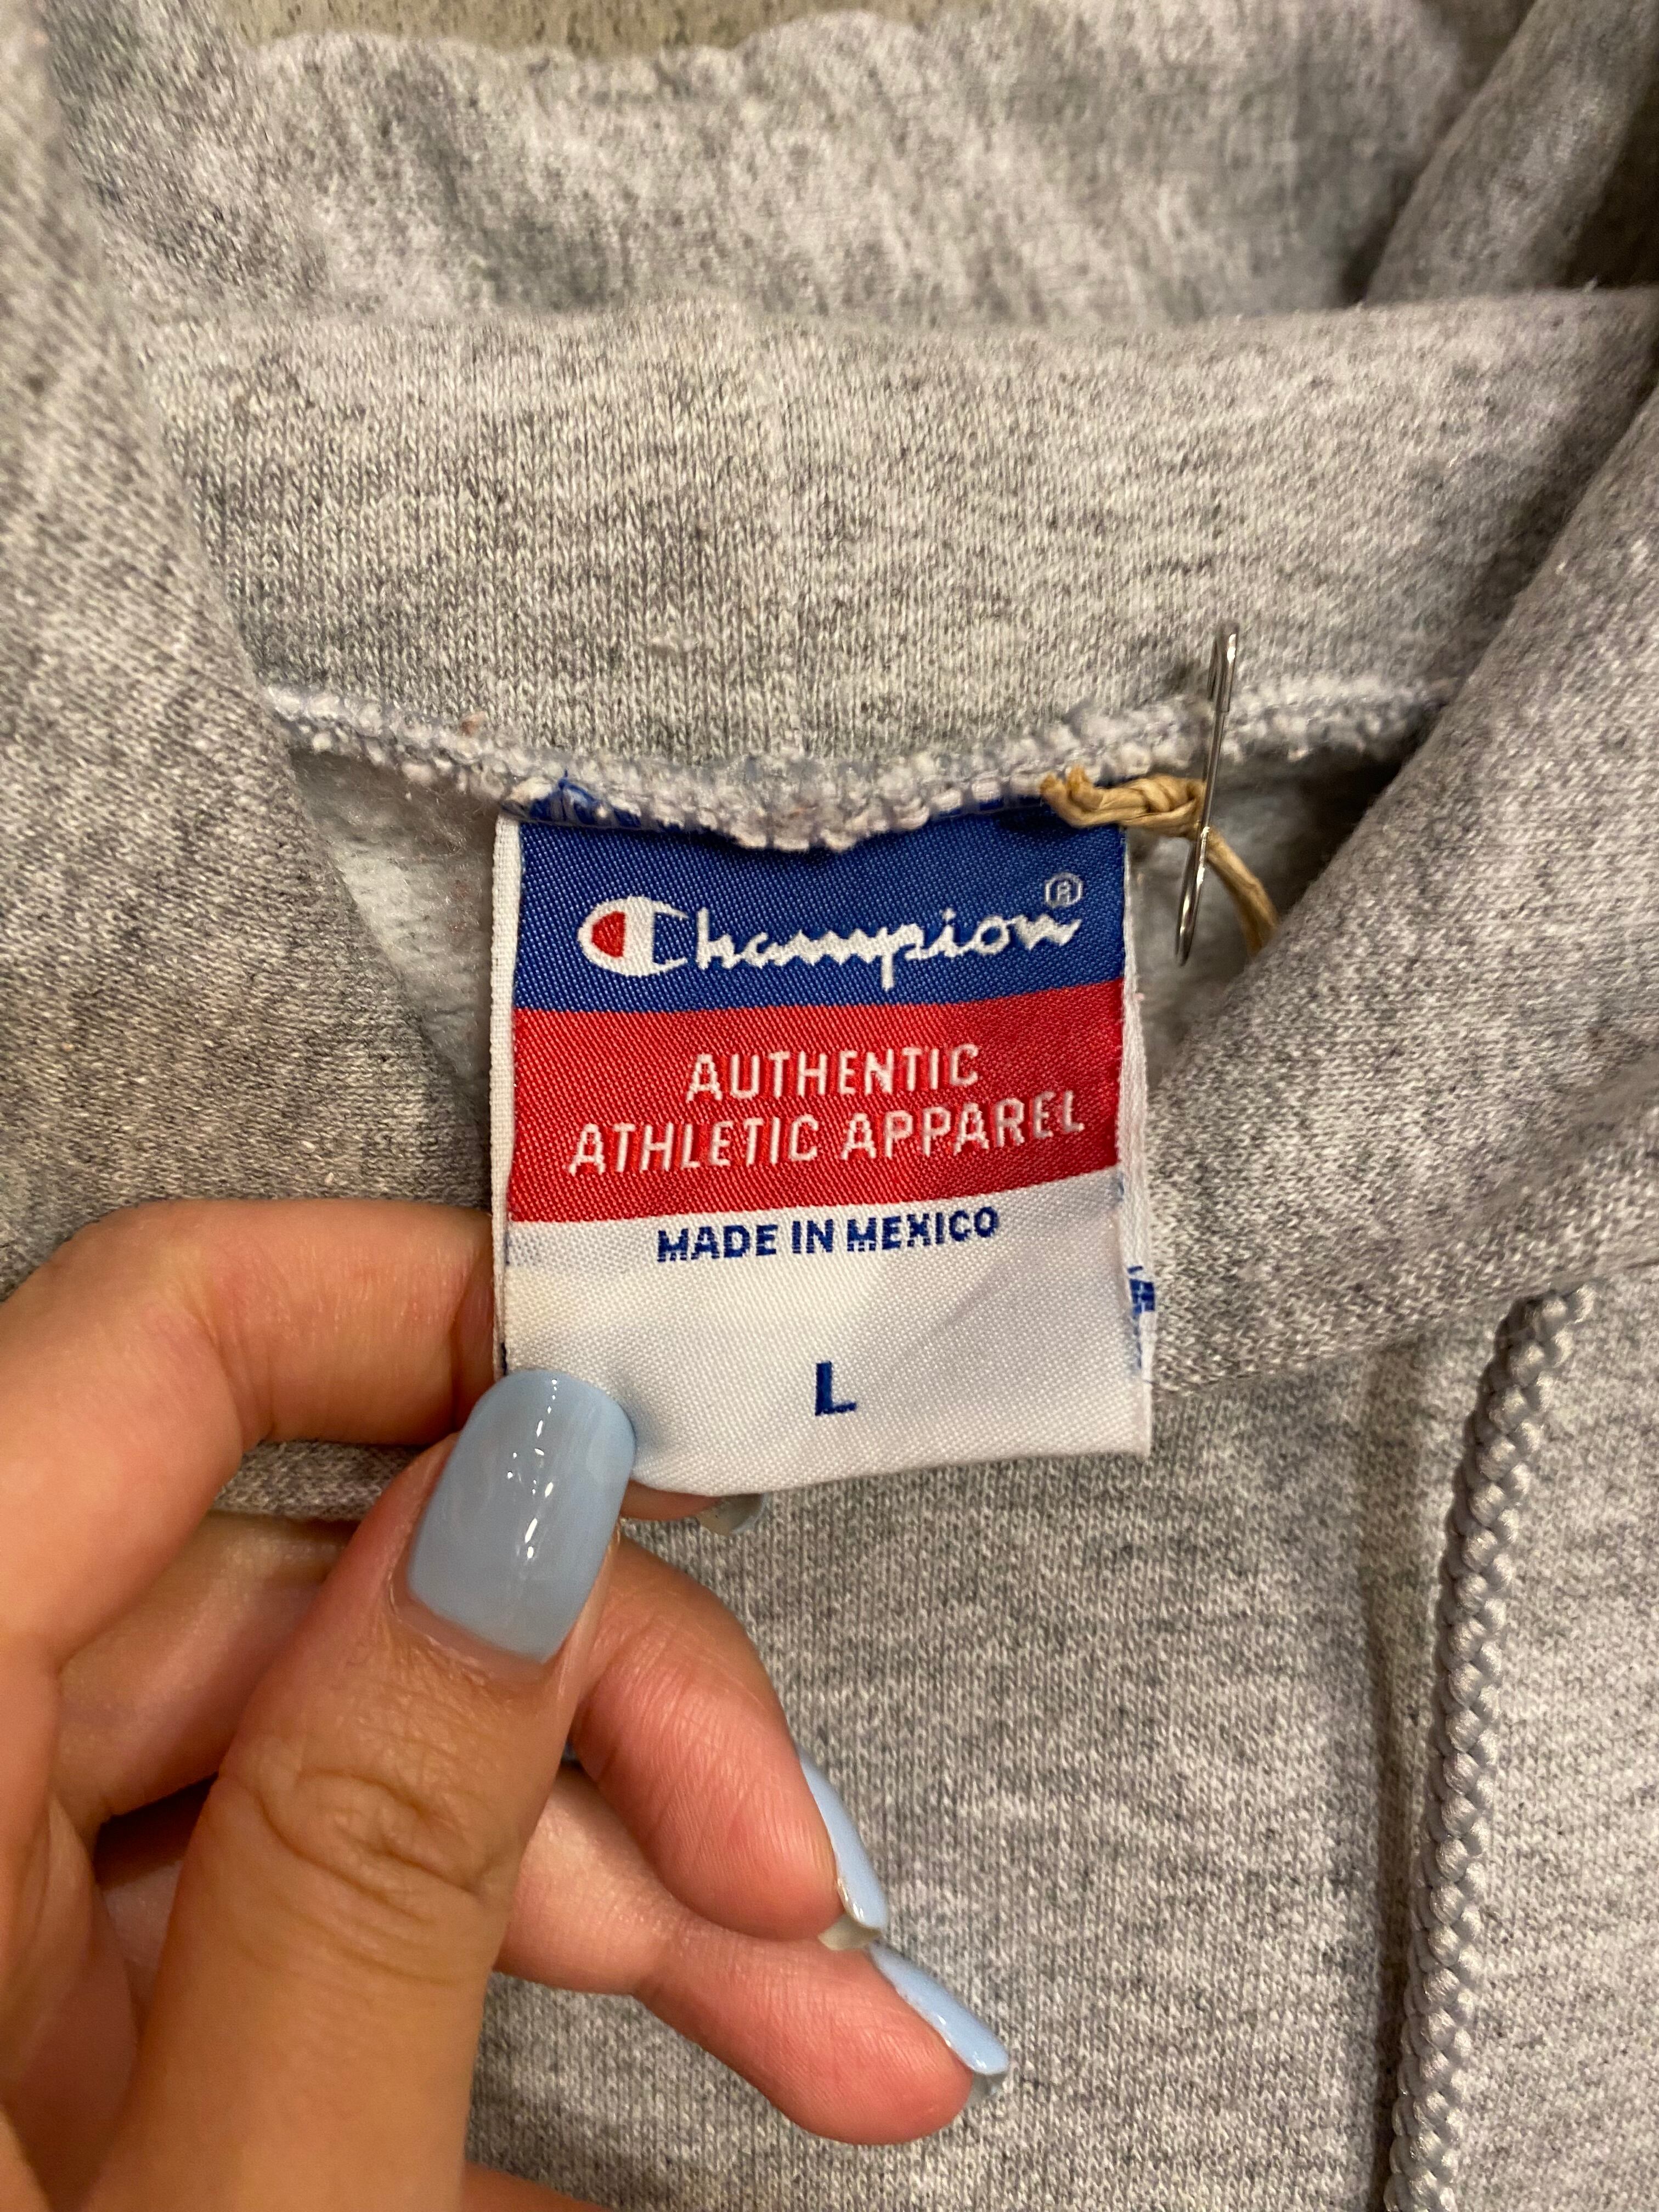 Champion®
AUTHENTIC
ATHLETIC APPAREL
MADE IN MEXICO
L